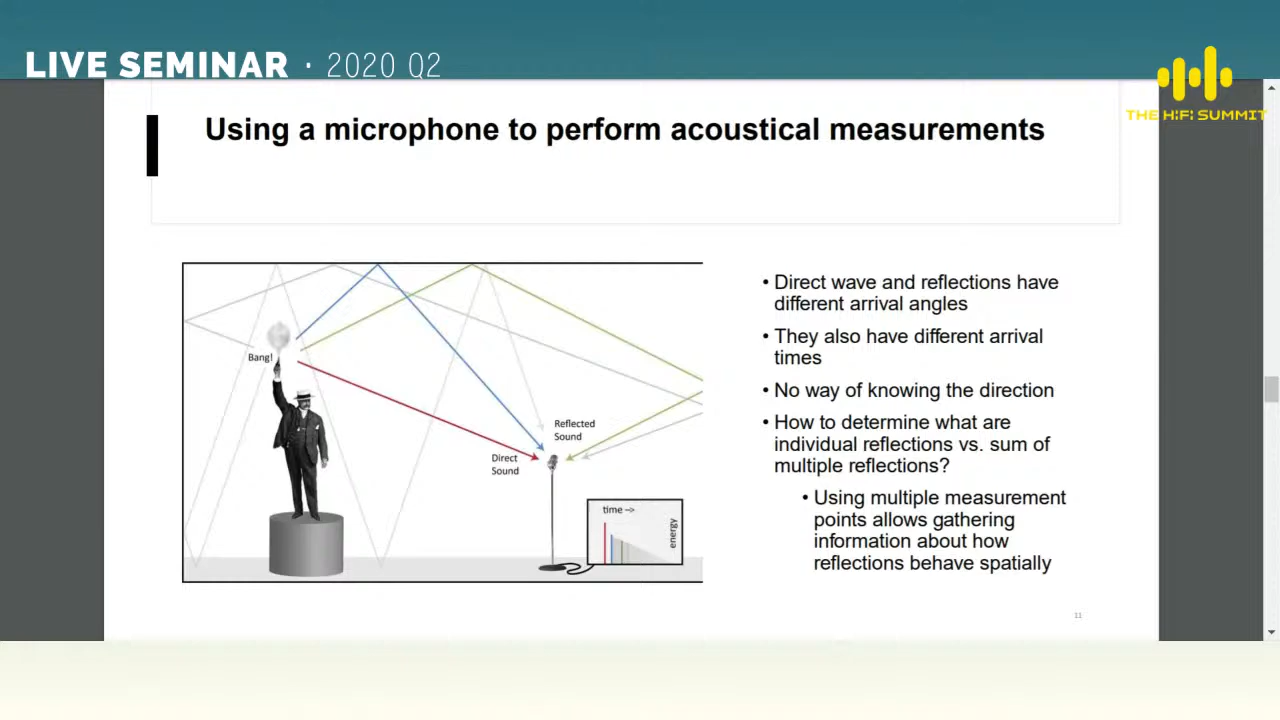 LIVE SEMINAR · 2020 Q2
THE HIFI SUMMIT
Using a microphone to perform acoustical measurements
Bang!
Reflected
Sound
Direct
Sound
time -->
energy
• Direct wave and reflections have
different arrival angles
• They also have different arrival
times
• No way of knowing the direction
• How to determine what are
individual reflections vs. sum of
multiple reflections?
• Using multiple measurement
points allows gathering
information about how
reflections behave spatially
11